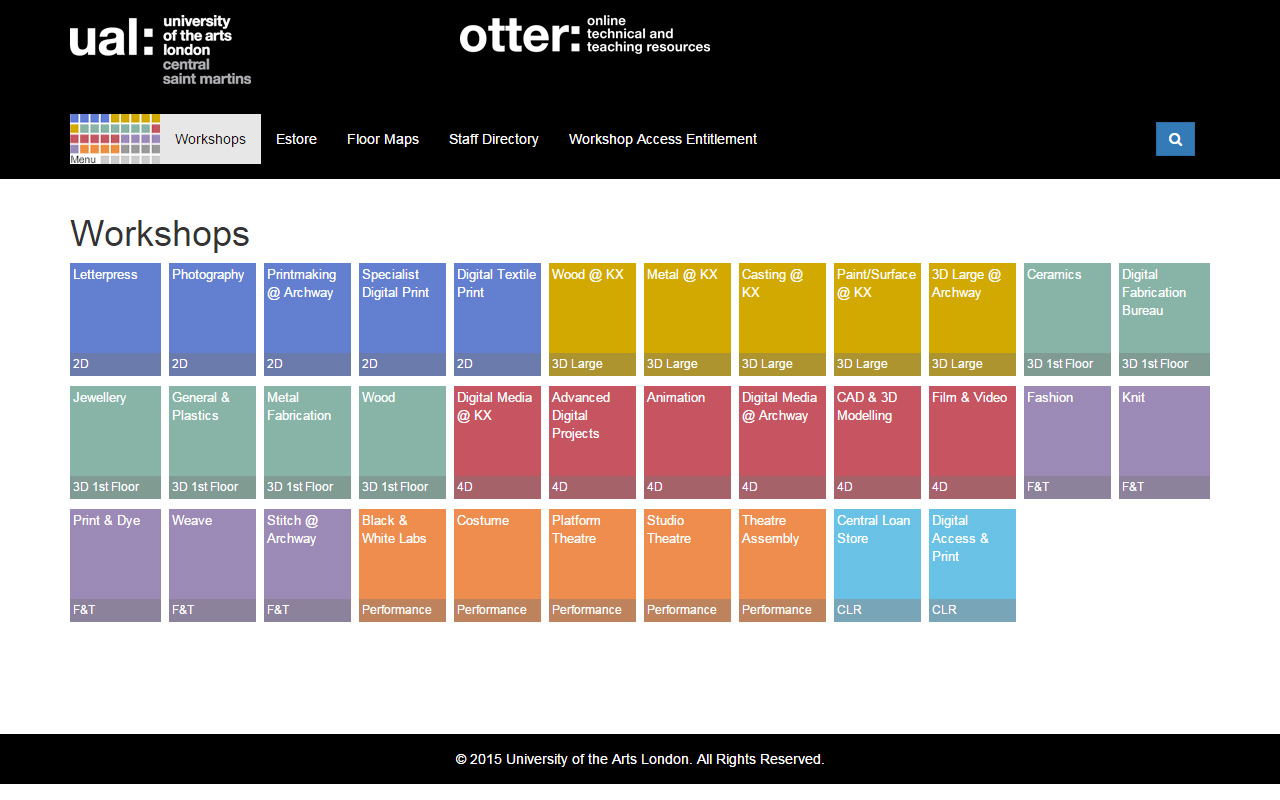 ual:
university
of the arts
london
central
saint martins
otter:
online
technical and
teaching resources
Menu
Workshops
Estore
Floor Maps
Staff Directory
Workshop Access Entitlement
Workshops
Letterpress
2D
Photography
2D
Printmaking
@ Archway
2D
Specialist
Digital Print
2D
Digital Textile
Print
2D
Wood @ KX
3D Large
Metal @ KX
3D Large
Casting @
KX
3D Large
Paint/Surface
@ KX
3D Large
3D Large @
Archway
3D Large
Ceramics
3D 1st Floor
Digital
Fabrication
Bureau
3D 1st Floor
Jewellery
3D 1st Floor
General &
Plastics
3D 1st Floor
Metal
Fabrication
3D 1st Floor
Wood
3D 1st Floor
Digital Media
@ KX
4D
Advanced
Digital
Projects
4D
Animation
4D
Digital Media
@ Archway
4D
CAD & 3D
Modelling
4D
Film & Video
4D
Fashion
F&T
Knit
F&T
Print & Dye
F&T
Weave
F&T
Stitch @
Archway
F&T
Black &
White Labs
Performance
Costume
Performance
Platform
Theatre
Performance
Studio
Theatre
Performance
Theatre
Assembly
Performance
Central Loan
Store
CLR
Digital
Access &
Print
CLR
© 2015 University of the Arts London. All Rights Reserved.